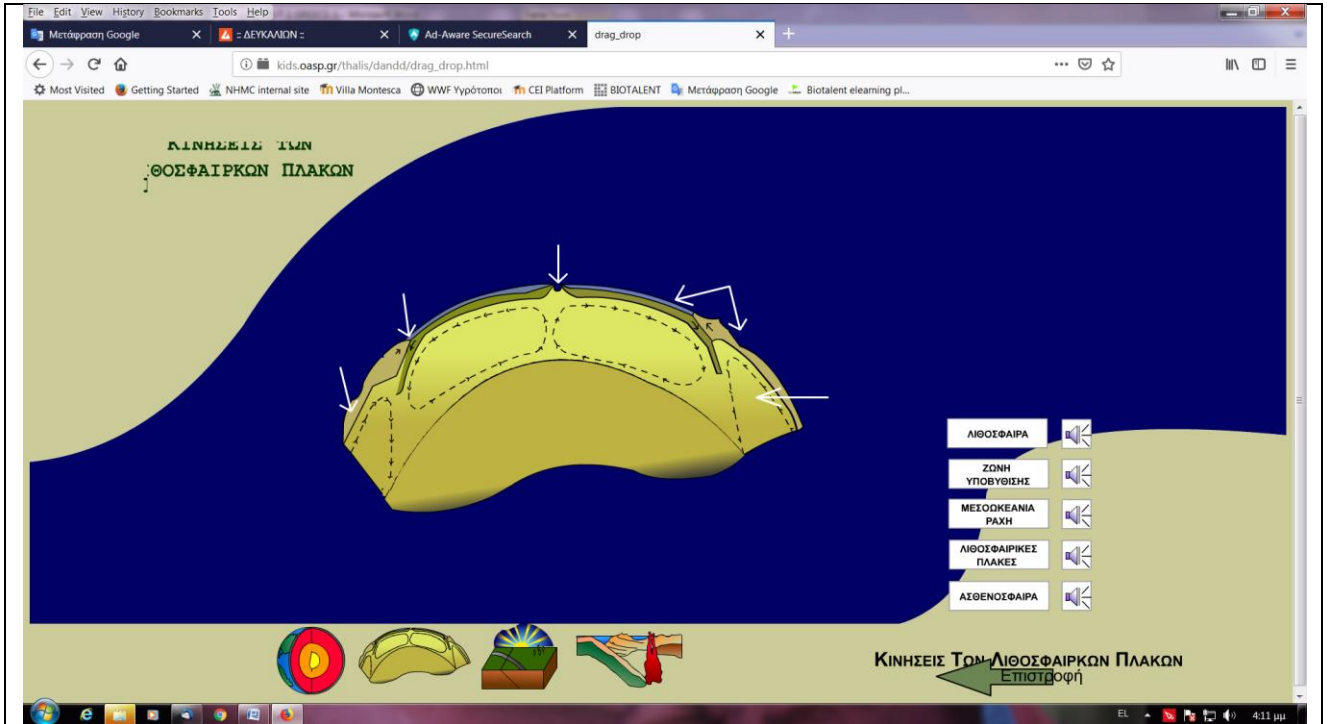 File Edit View History Bookmarks Tools Help
Μετάφραση Google
:: ΔΕΥΚΑΛΙΩΝ ::
Ad-Aware SecureSearch
drag_drop
kids.oasp.gr/thalis/dandd/drag_drop.html
Most Visited Getting Started NHMC internal site Villa Montesca WWF Υγρότοποι CEI Platform BIOTALENT Μετάφραση Google Biotalent elearning pl...
ΚΙΝΗΣΕΙΣ ΤΩΝ
ΙΘΟΣΦΑΙΡΚΩΝ ΠΛΑΚΩΝ
ΛΙΘΟΣΦΑΙΡΑ
ΖΩΝΗ
ΥΠΟΒΥΘΙΣΗΣ
ΜΕΣΟΩΚΕΑΝΙΑ
ΡΑΧΗ
ΛΙΘΟΣΦΑΙΡΙΚΕΣ
ΠΛΑΚΕΣ
ΑΣΘΕΝΟΣΦΑΙΡΑ
ΚΙΝΗΣΕΙΣ ΤΩΝ ΛΙΘΟΣΦΑΙΡΚΩΝ ΠΛΑΚΩΝ
Επιστροφή
EL 4:11 μμ